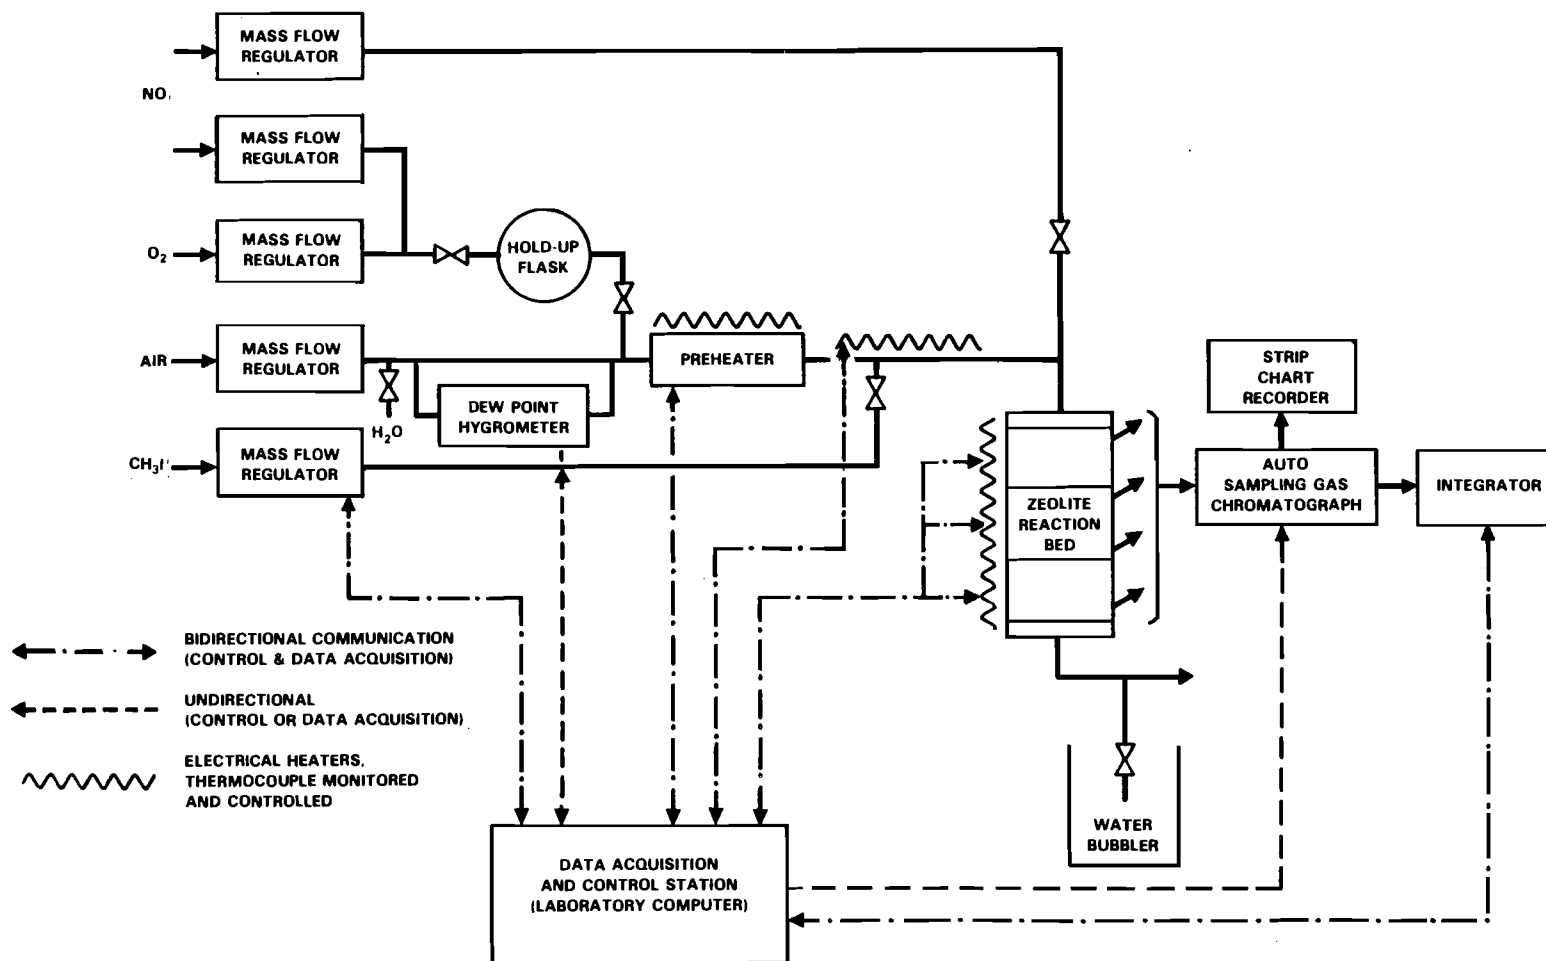 MASS FLOW
REGULATOR
NO
MASS FLOW
REGULATOR
O₂
MASS FLOW
REGULATOR
HOLD-UP
FLASK
AIR
MASS FLOW
REGULATOR
PREHEATER
H₂O
DEW POINT
HYGROMETER
CH₃I
MASS FLOW
REGULATOR
STRIP
CHART
RECORDER
ZEOLITE
REACTION
BED
AUTO
SAMPLING GAS
CHROMATOGRAPH
INTEGRATOR
BIDIRECTIONAL COMMUNICATION
(CONTROL & DATA ACQUISITION)
UNDIRECTIONAL
(CONTROL OR DATA ACQUISITION)
ELECTRICAL HEATERS,
THERMOCOUPLE MONITORED
AND CONTROLLED
WATER
BUBBLER
DATA ACQUISITION
AND CONTROL STATION
(LABORATORY COMPUTER)